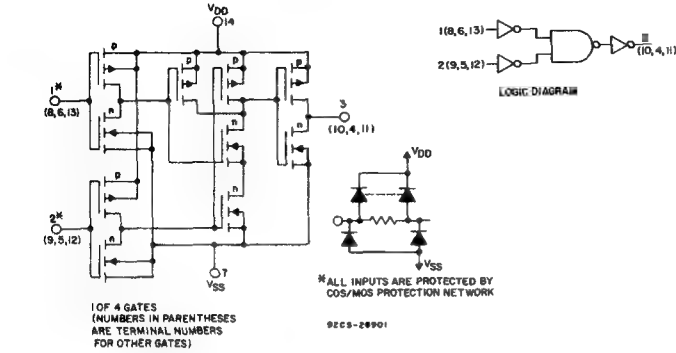 VDD
14
p
p
p
p
1*
(8,6,13)
n
n
n
3
(10,4,11)
p
n
2*
(9,5,12)
n
7
VSS
1 OF 4 GATES
(NUMBERS IN PARENTHESES
ARE TERMINAL NUMBERS
FOR OTHER GATES)
1(8,6,13)
2(9,5,12)
(10,4,11)
LOGIC DIAGRAM
VDD
VSS
*ALL INPUTS ARE PROTECTED BY
COS/MOS PROTECTION NETWORK
92CS-28901